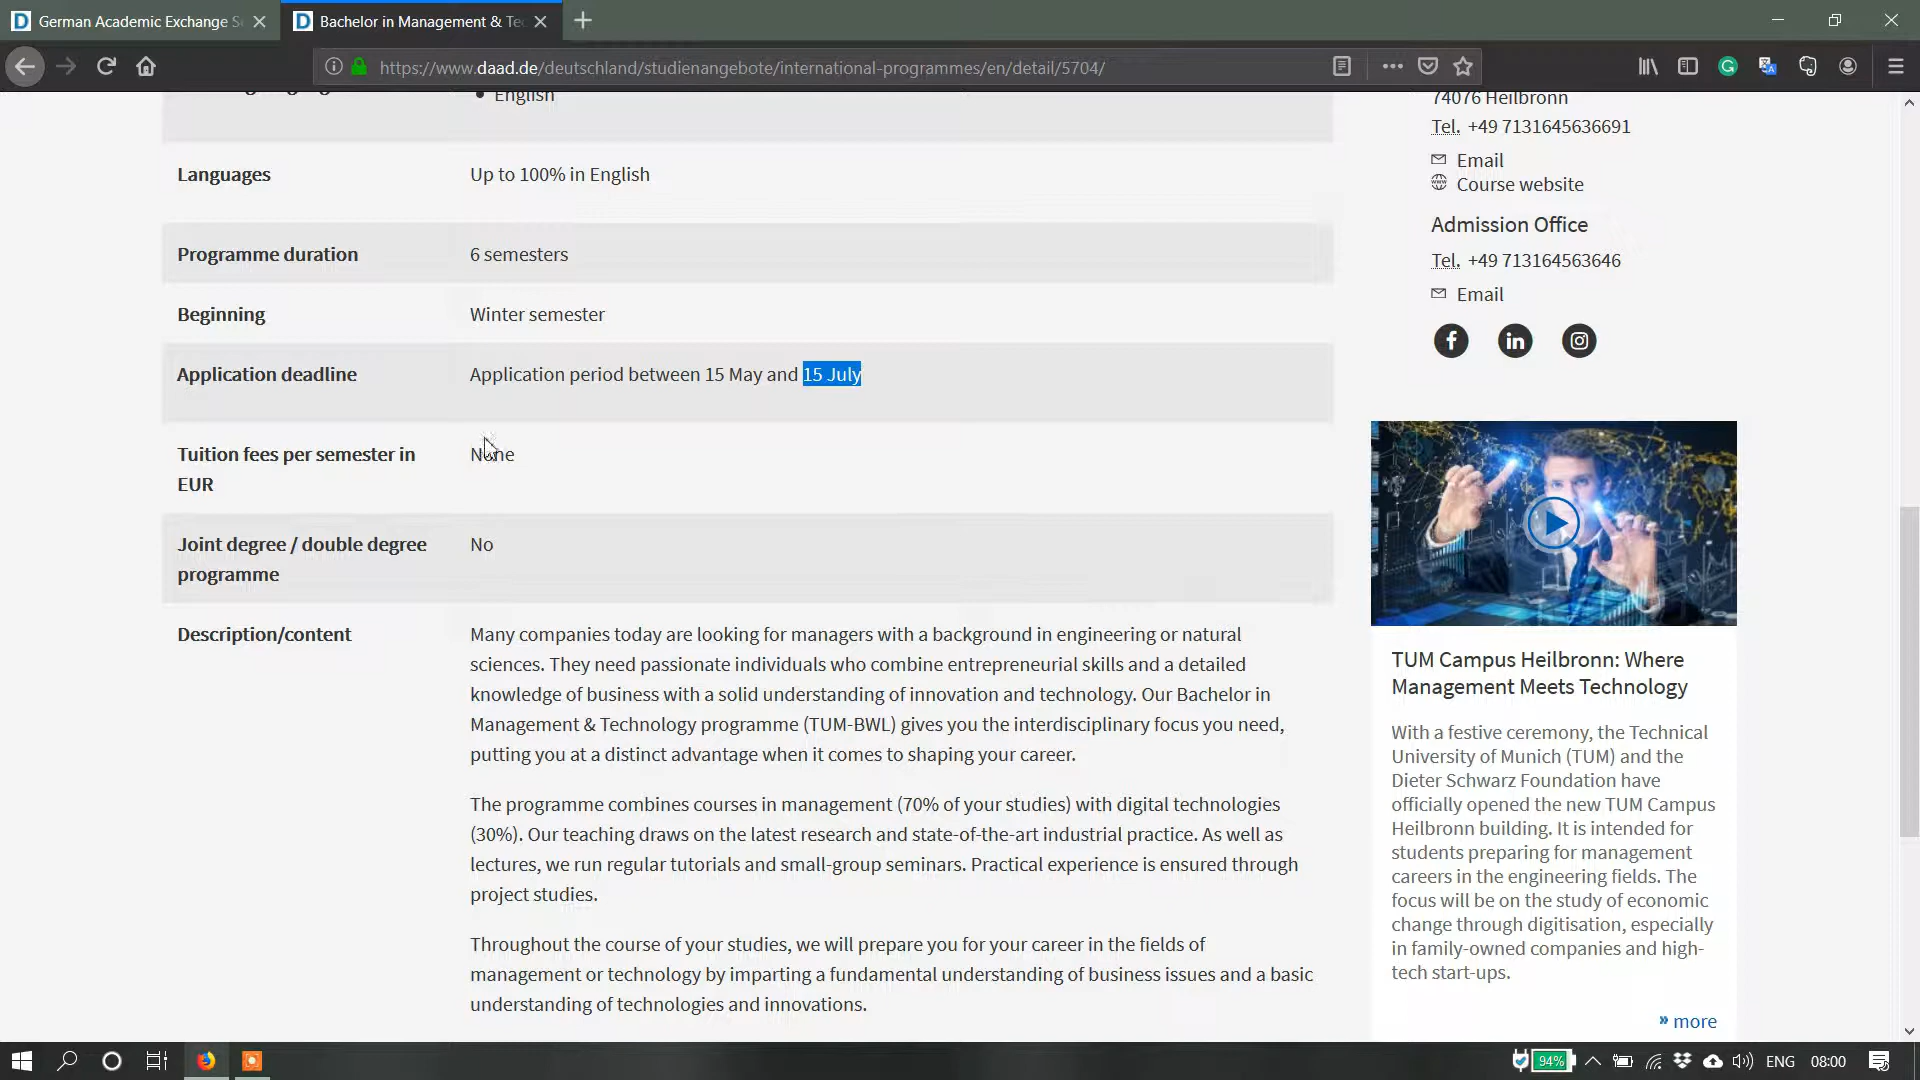 German Academic Exchange S
Bachelor in Management & Tec
https://www.daad.de/deutschland/studienangebote/international-programmes/en/detail/5704/
English
Languages
Up to 100% in English
Programme duration
6 semesters
Beginning
Winter semester
Application deadline
Application period between 15 May and 15 July
Tuition fees per semester in
EUR
None
Joint degree / double degree
programme
No
Description/content
Many companies today are looking for managers with a background in engineering or natural
sciences. They need passionate individuals who combine entrepreneurial skills and a detailed
knowledge of business with a solid understanding of innovation and technology. Our Bachelor in
Management & Technology programme (TUM-BWL) gives you the interdisciplinary focus you need,
putting you at a distinct advantage when it comes to shaping your career.
The programme combines courses in management (70% of your studies) with digital technologies
(30%). Our teaching draws on the latest research and state-of-the-art industrial practice. As well as
lectures, we run regular tutorials and small-group seminars. Practical experience is ensured through
project studies.
Throughout the course of your studies, we will prepare you for your career in the fields of
management or technology by imparting a fundamental understanding of business issues and a basic
understanding of technologies and innovations.
74076 Heilbronn
Tel. +49 7131645636691
Email
Course website
Admission Office
Tel. +49 713164563646
Email
TUM Campus Heilbronn: Where
Management Meets Technology
With a festive ceremony, the Technical
University of Munich (TUM) and the
Dieter Schwarz Foundation have
officially opened the new TUM Campus
Heilbronn building. It is intended for
students preparing for management
careers in the engineering fields. The
focus will be on the study of economic
change through digitisation, especially
in family-owned companies and high-
tech start-ups.
» more
94%
ENG
08:00